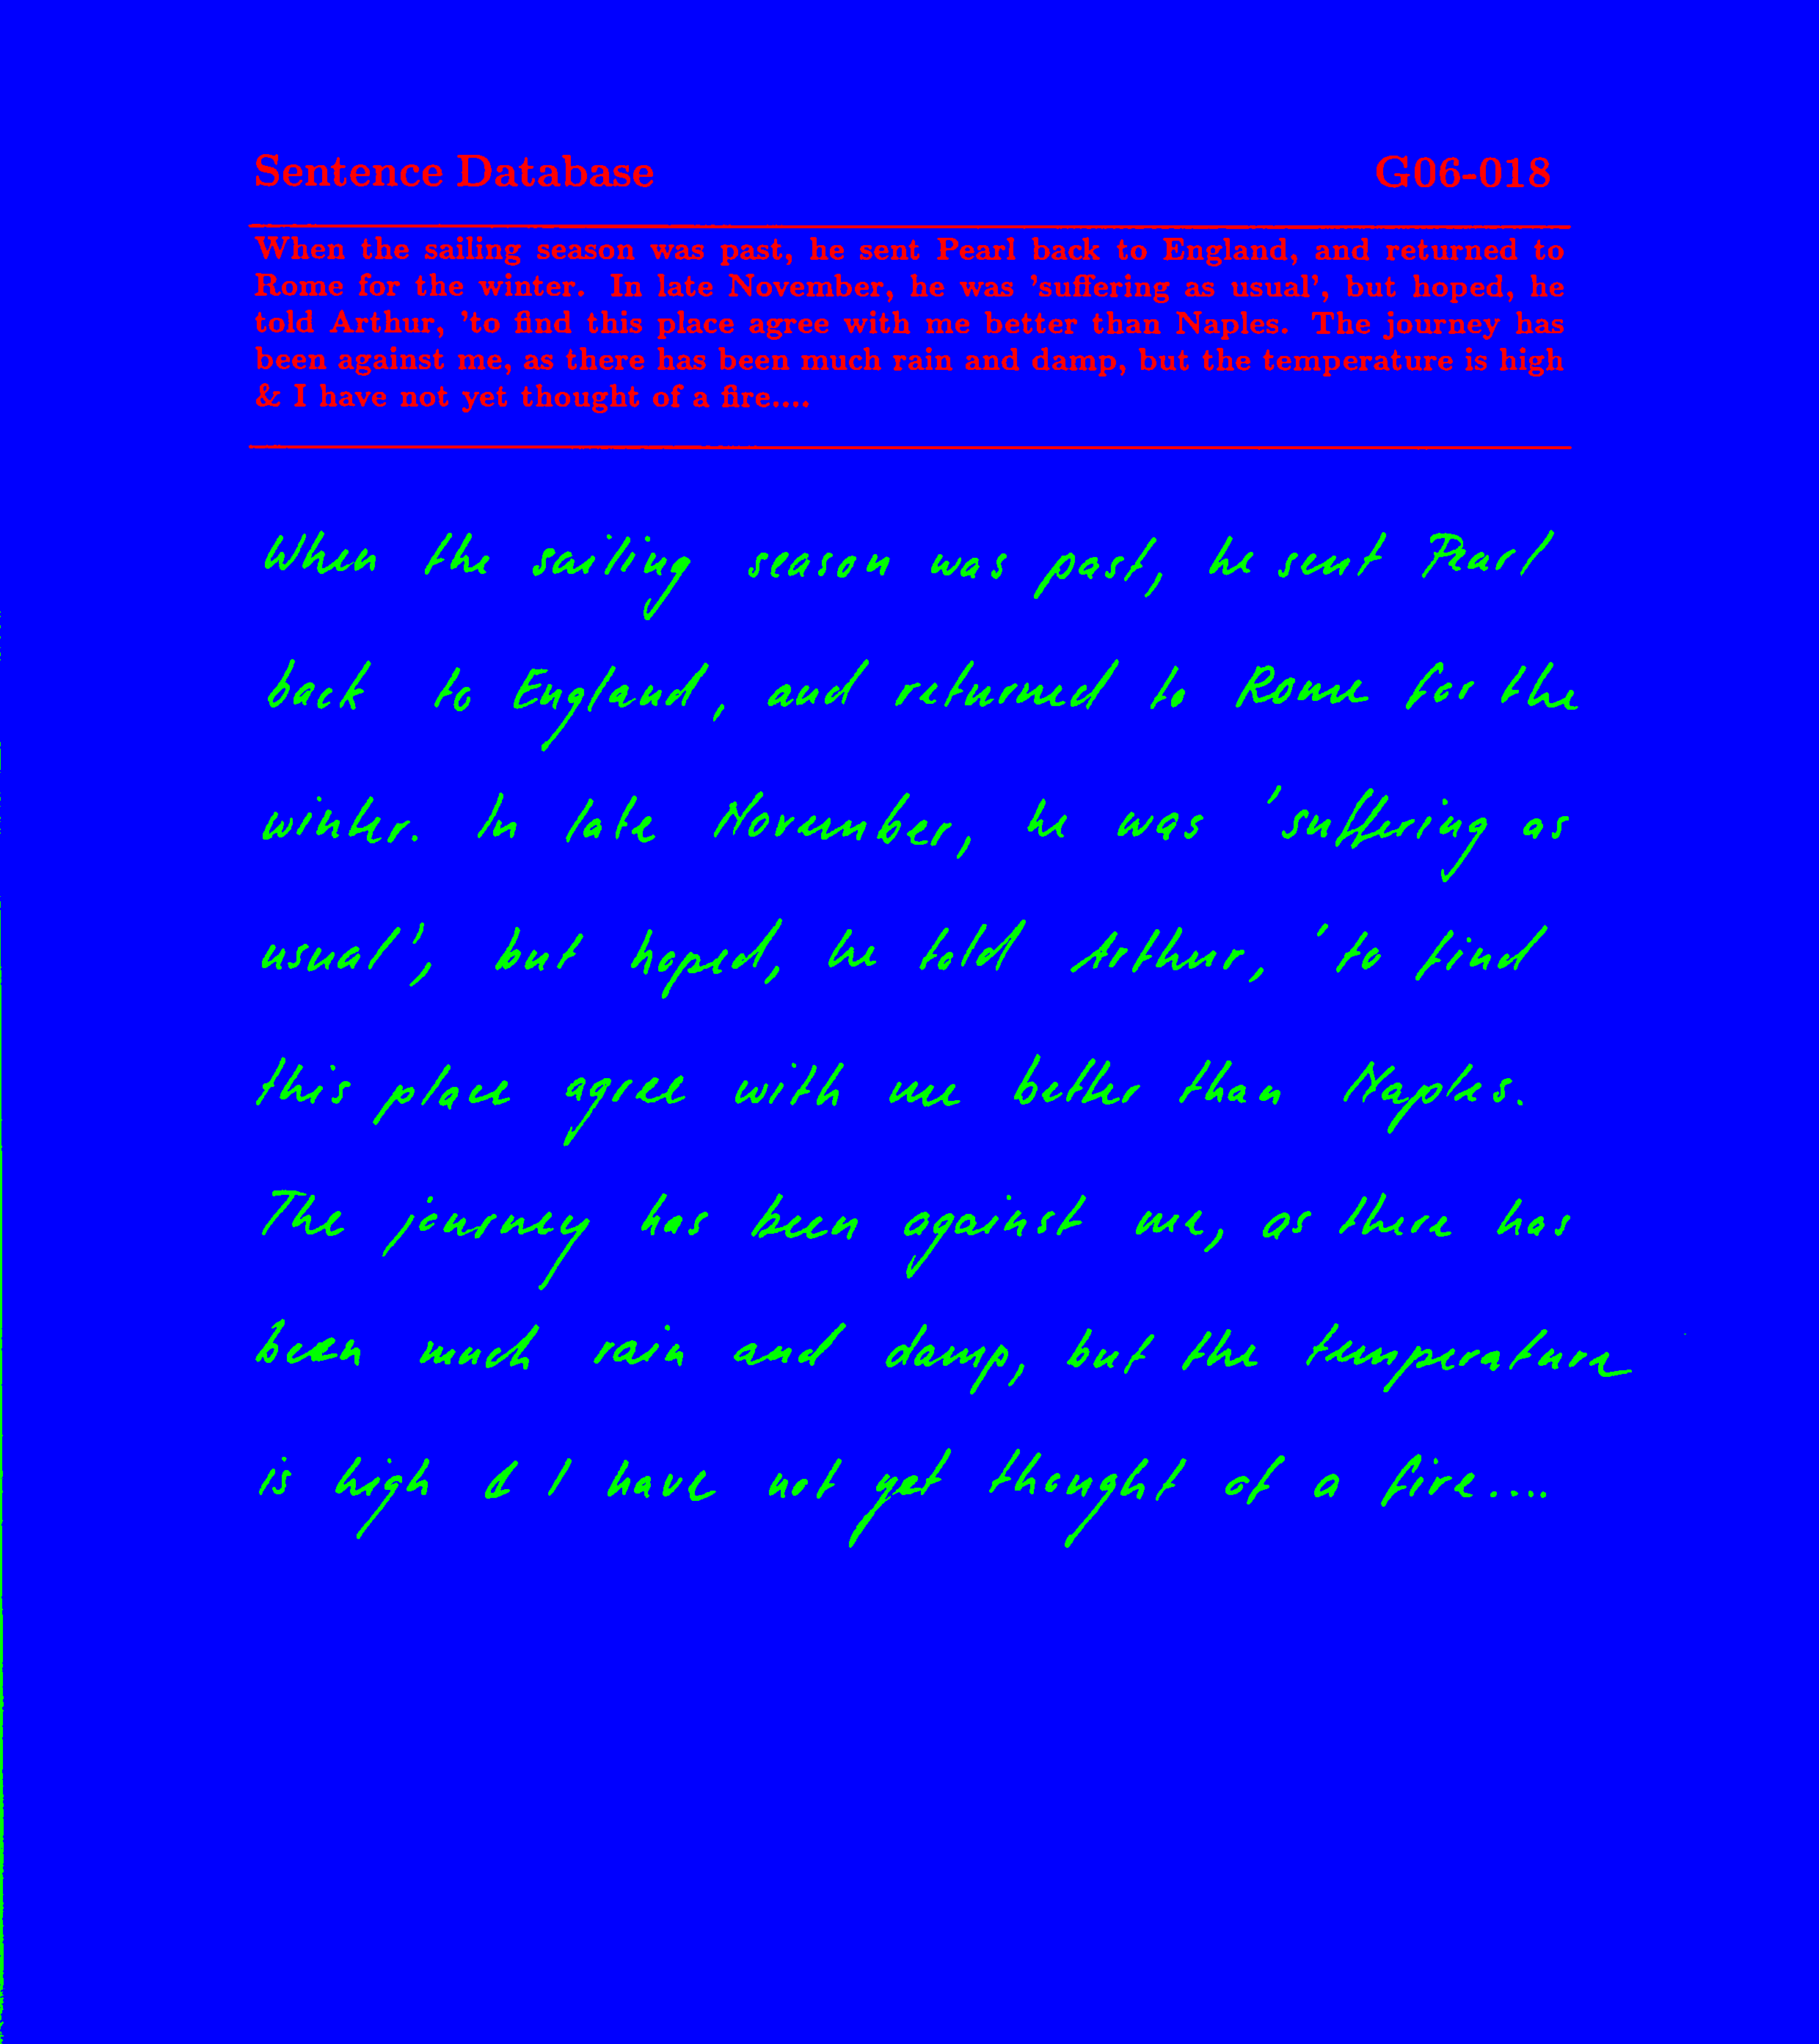 Sentence Database G06-018
When the sailing season was past, he sent Pearl back to England, and returned to
Rome for the winter. In late November, he was 'suffering as usual', but hoped, he
told Arthur, 'to find this place agree with me better than Naples. The journey has
been against me, as there has been much rain and damp, but the temperature is high
& I have not yet thought of a fire....
When the sailing season was past, he sent Pearl
back to England, and returned to Rome for the
winter. In late November, he was 'suffering as
usual', but hoped, he told Arthur, 'to find
this place agree with me better than Naples.
The journey has been against me, as there has
been much rain and damp, but the temperature
is high & I have not yet thought of a fire....